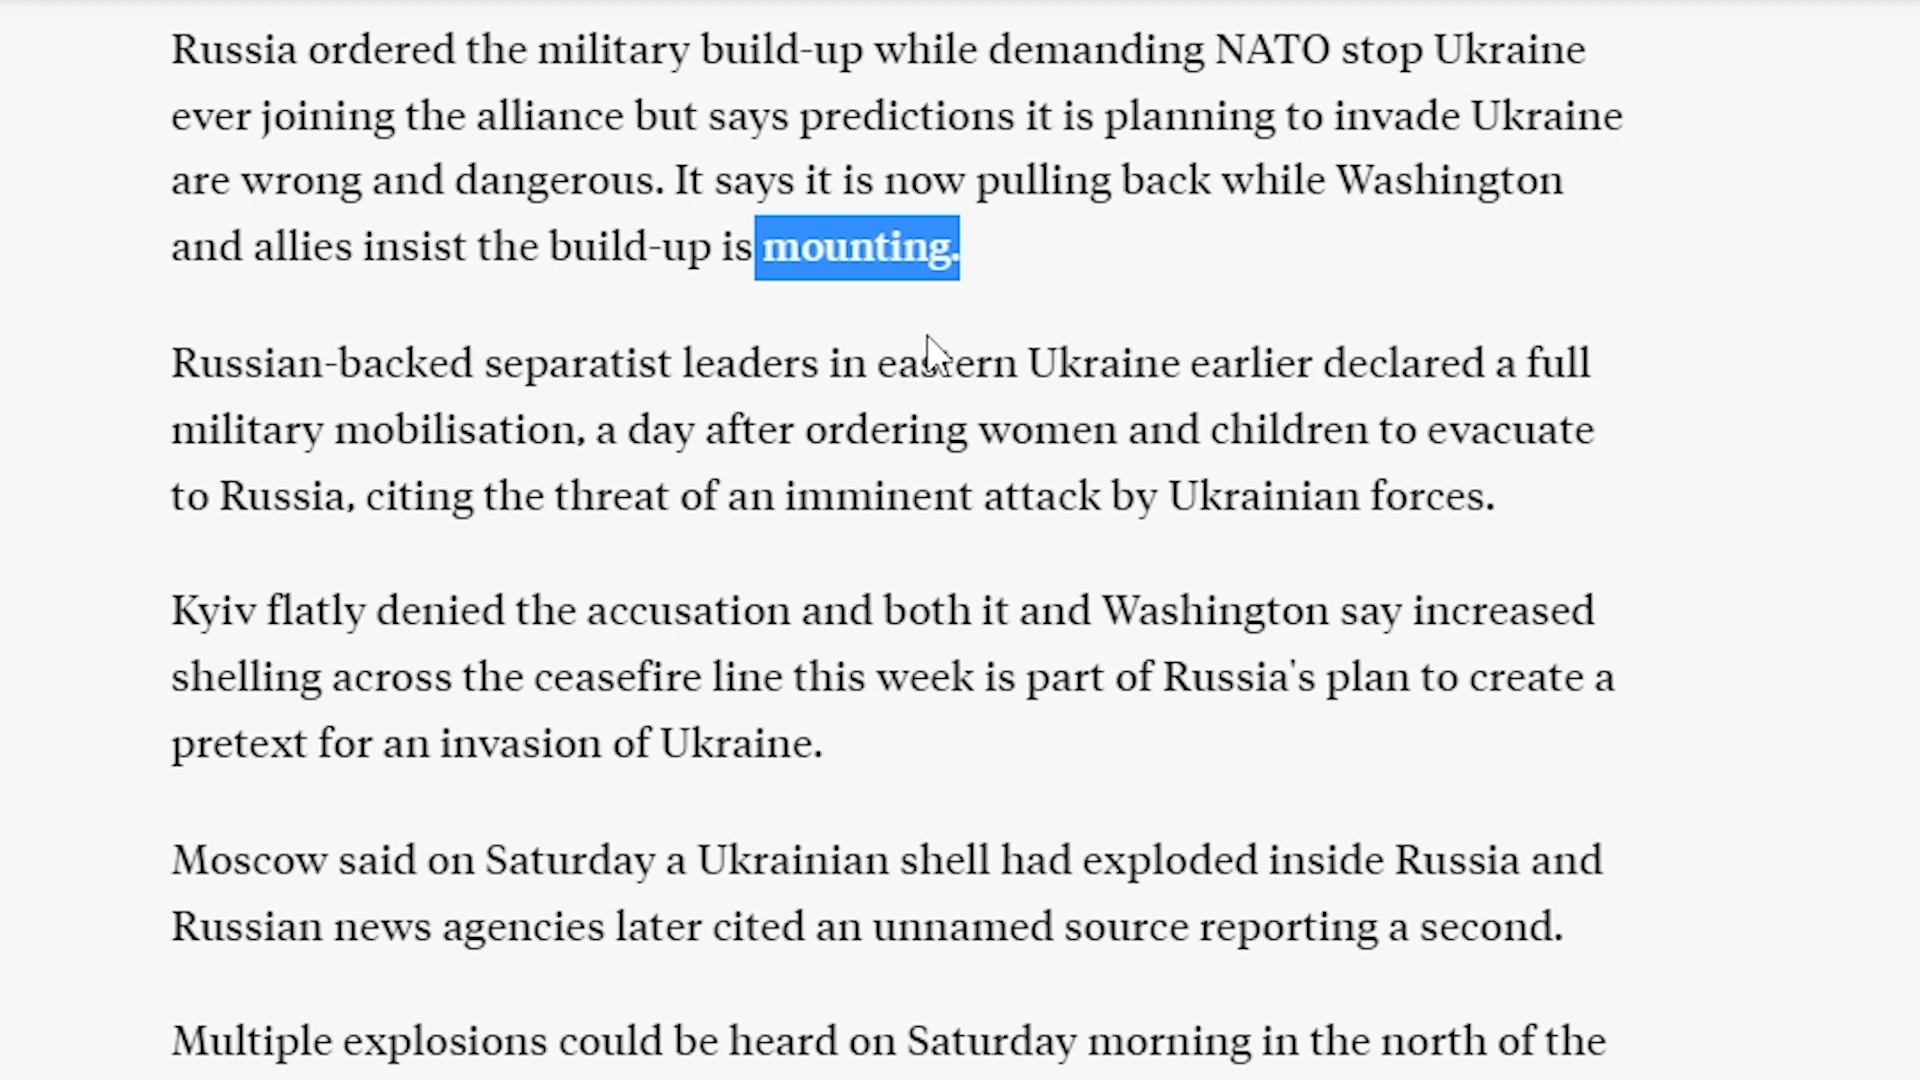 Russia ordered the military build-up while demanding NATO stop Ukraine
ever joining the alliance but says predictions it is planning to invade Ukraine
are wrong and dangerous. It says it is now pulling back while Washington
and allies insist the build-up is mounting.
Russian-backed separatist leaders in eastern Ukraine earlier declared a full
military mobilisation, a day after ordering women and children to evacuate
to Russia, citing the threat of an imminent attack by Ukrainian forces.
Kyiv flatly denied the accusation and both it and Washington say increased
shelling across the ceasefire line this week is part of Russia's plan to create a
pretext for an invasion of Ukraine.
Moscow said on Saturday a Ukrainian shell had exploded inside Russia and
Russian news agencies later cited an unnamed source reporting a second.
Multiple explosions could be heard on Saturday morning in the north of the